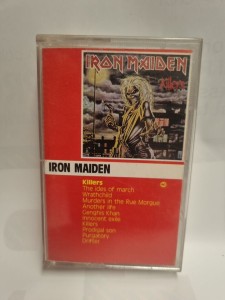 IRON MAIDEN
Killers
IRON MAIDEN
Killers
The ides of march
Wrathchild
Murders in the Rue Morgue
Another life
Genghis Khan
Innocent exile
Killers
Prodigal son
Purgatory
Drifter